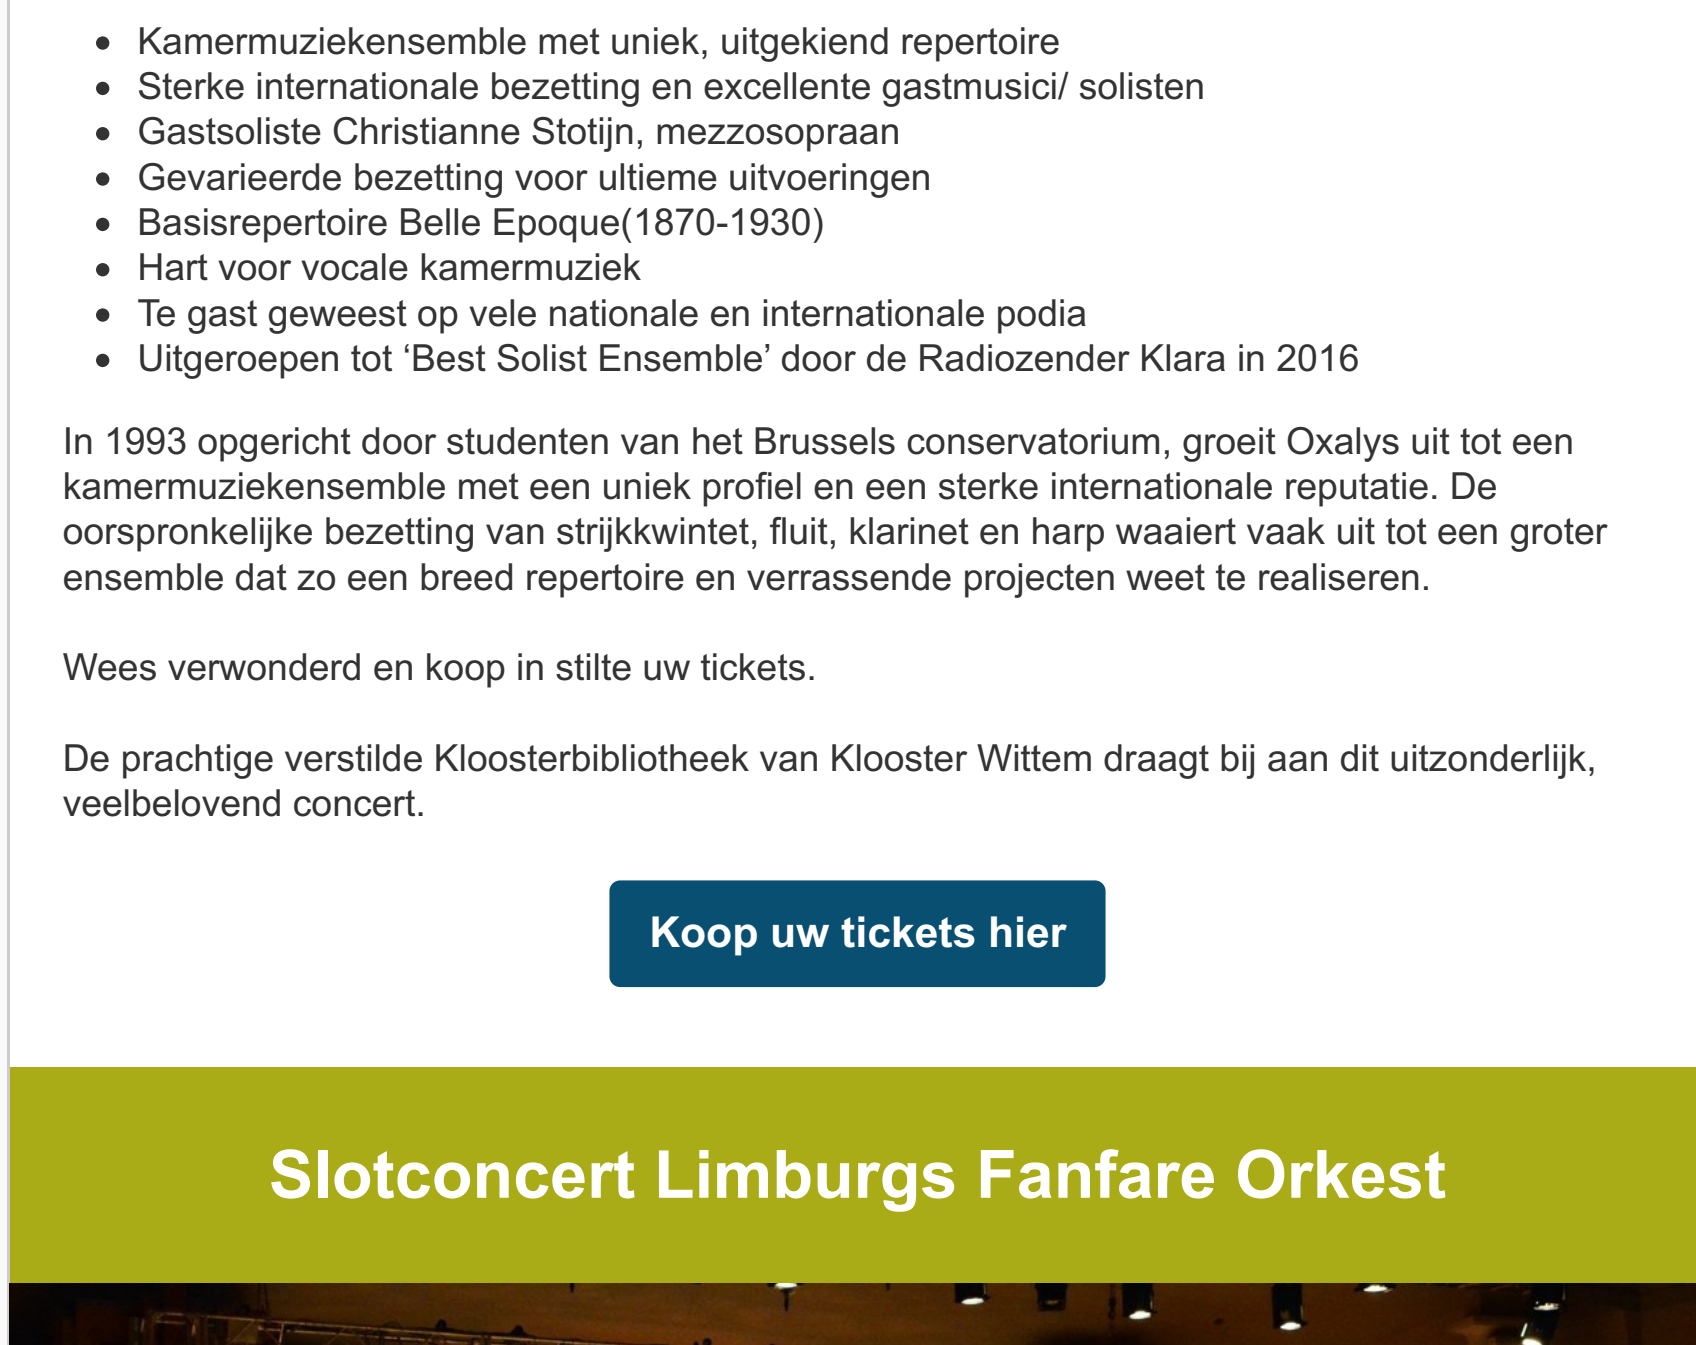 Kamermuziekensemble met uniek, uitgekiend repertoire
Sterke internationale bezetting en excellente gastmusici/ solisten
Gastsoliste Christianne Stotijn, mezzosopraan
Gevarieerde bezetting voor ultieme uitvoeringen
Basisrepertoire Belle Epoque(1870-1930)
Hart voor vocale kamermuziek
Te gast geweest op vele nationale en internationale podia
Uitgeroepen tot ‘Best Solist Ensemble’ door de Radiozender Klara in 2016
In 1993 opgericht door studenten van het Brussels conservatorium, groeit Oxalys uit tot een
kamermuziekensemble met een uniek profiel en een sterke internationale reputatie. De
oorspronkelijke bezetting van strijkkwintet, fluit, klarinet en harp waaiert vaak uit tot een groter
ensemble dat zo een breed repertoire en verrassende projecten weet te realiseren.
Wees verwonderd en koop in stilte uw tickets.
De prachtige verstilde Kloosterbibliotheek van Klooster Wittem draagt bij aan dit uitzonderlijk,
veelbelovend concert.
Koop uw tickets hier
Slotconcert Limburgs Fanfare Orkest